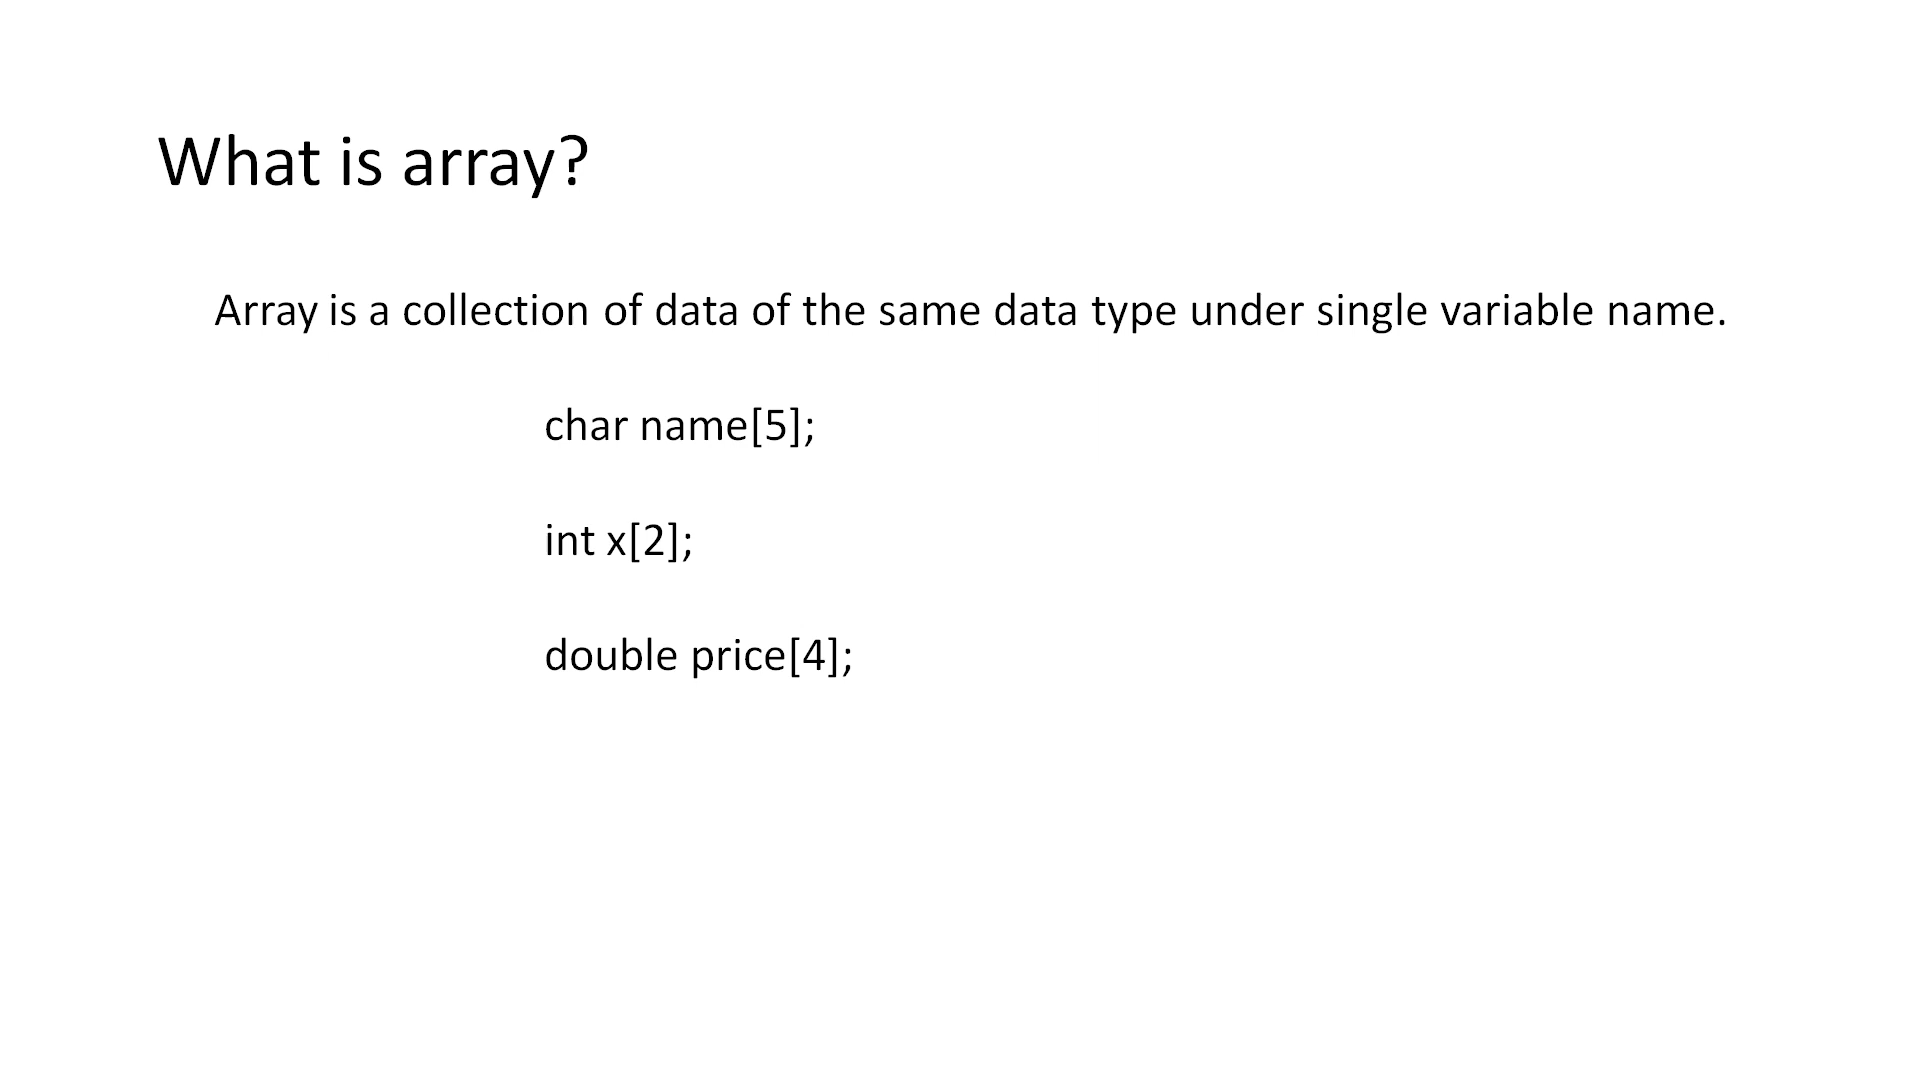 What is array?
Array is a collection of data of the same data type under single variable name.
char name[5];
int x[2];
double price[4];